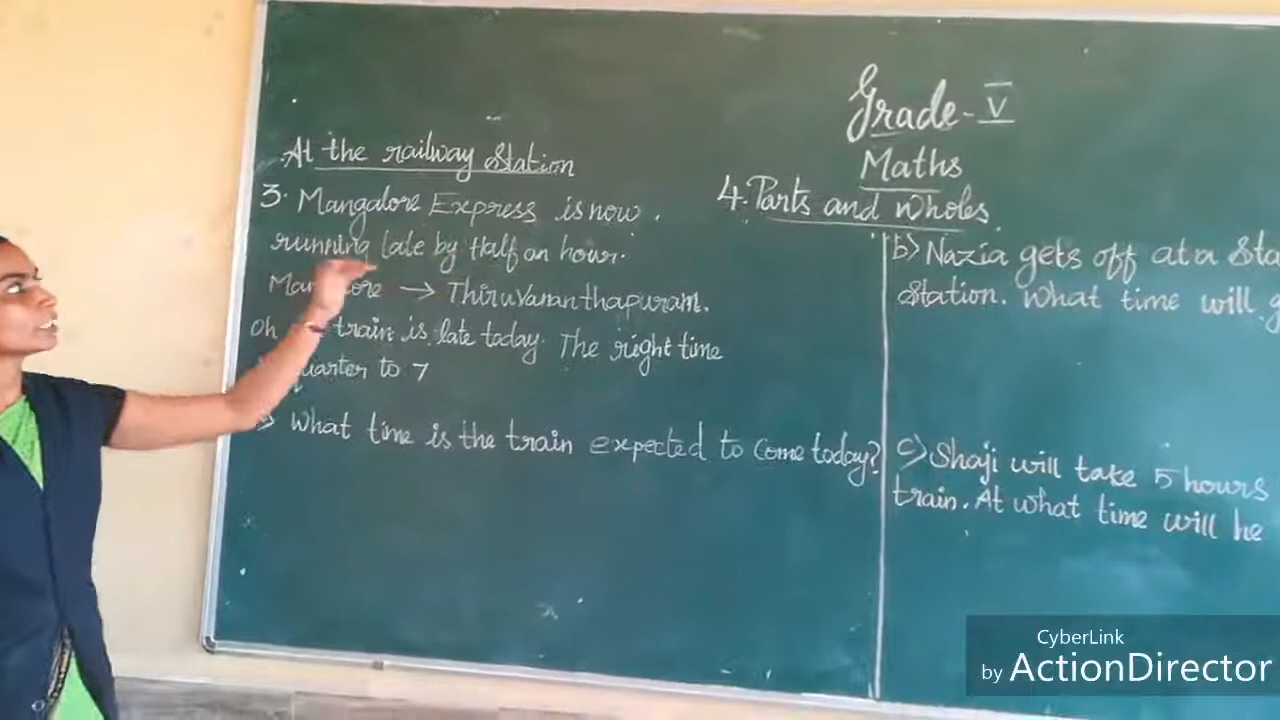 Grade - V
Maths
4. Parts and Wholes
At the railway Station
3. Mangalore Express is now
running late by Half an hour.
→ Thiruvananthapuram.
Oh train is late today. The right time
quarter to 7
What time is the train expected to come today?
b) Nazia gets off at a
Station. What time will
c) Shaji will take 5 hours
train. At what time will he
CyberLink
by ActionDirector